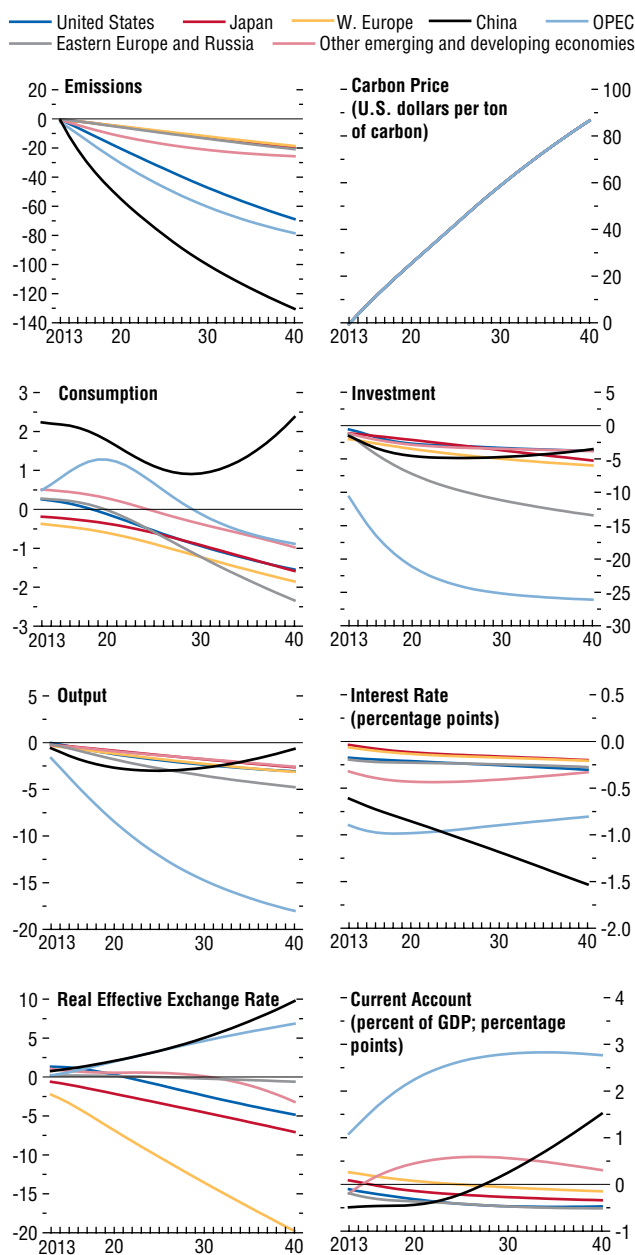 United States Japan W. Europe China OPEC
Eastern Europe and Russia Other emerging and developing economies
Emissions
20
0
-20
-40
-60
-80
-100
-120
-140
2013 20 30 40
Carbon Price
(U.S. dollars per ton
of carbon)
100
80
60
40
20
0
2013 20 30 40
Consumption
3
2
1
0
-1
-2
-3
2013 20 30 40
Investment
5
0
-5
-10
-15
-20
-25
-30
2013 20 30 40
Output
5
0
-5
-10
-15
-20
2013 20 30 40
Interest Rate
(percentage points)
0.5
0.0
-0.5
-1.0
-1.5
-2.0
2013 20 30 40
Real Effective Exchange Rate
10
5
0
-5
-10
-15
-20
2013 20 30 40
Current Account
(percent of GDP; percentage
points)
4
3
2
1
0
-1
2013 20 30 40